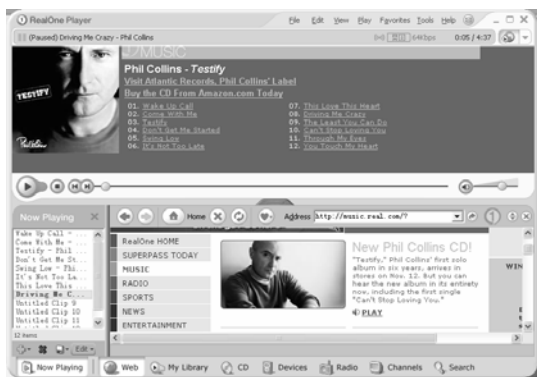 RealOne Player
File Edit View Play Favorites Tools Help
(Paused) Driving Me Crazy - Phil Collins
64kbps 0:05 / 4:37
MUSIC
TESTIFY
Phil Collins
Phil Collins - Testify
Visit Atlantic Records, Phil Collins' Label
Buy the CD From Amazon.com Today
01. Wake Up Call
02. Come With Me
03. Testify
04. Don't Get Me Started
05. Swing Low
06. It's Not Too Late
07. This Love This Heart
08. Driving Me Crazy
09. The Least You Can Do
10. Can't Stop Loving You
11. Through My Eyes
12. You Touch My Heart
Now Playing
Home
Address http://music.real.com/?
Wake Up Call - ...
Come With Me - ...
Testify - Phil ...
Don't Get Me St...
Swing Low - Phi...
It's Not Too La...
This Love This ...
Driving Me C...
Untitled Clip 9
Untitled Clip 10
Untitled Clip 11
12 items
Edit
RealOne HOME
SUPERPASS TODAY
MUSIC
RADIO
SPORTS
NEWS
ENTERTAINMENT
New Phil Collins CD!
"Testify," Phil Collins' first solo
album in six years, arrives in
stores on Nov. 12. But you can
hear the new album in its entirety
now, including the first single
"Can't Stop Loving You."
PLAY
WIN
Now Playing
Web
My Library
CD
Devices
Radio
Channels
Search